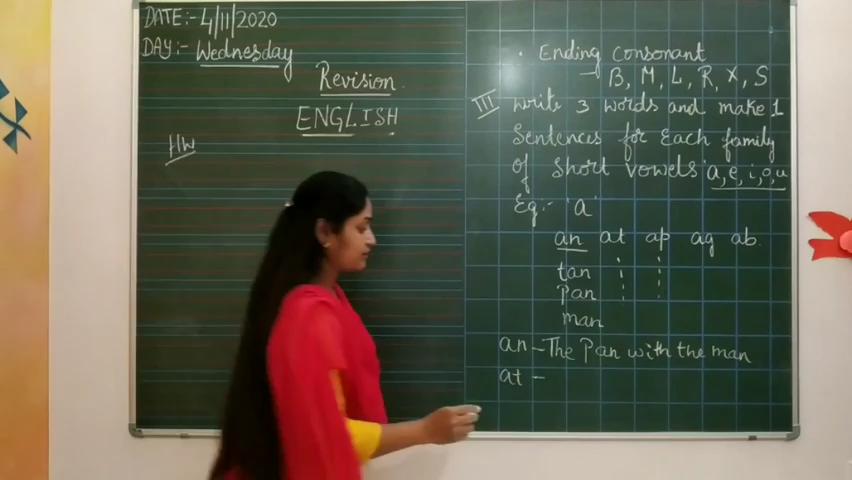 DATE:- 4/11/2020
DAY:- Wednesday
Revision
ENGLISH
HW
• Ending consonant
→ B, M, L, R, X, S
III write 3 words and make 1
Sentences for each family
of short vowels a, e, i, o, u
Eg:- 'a'
an at ap ag ab.
tan
Pan
man
an - The Pan with the man
at -